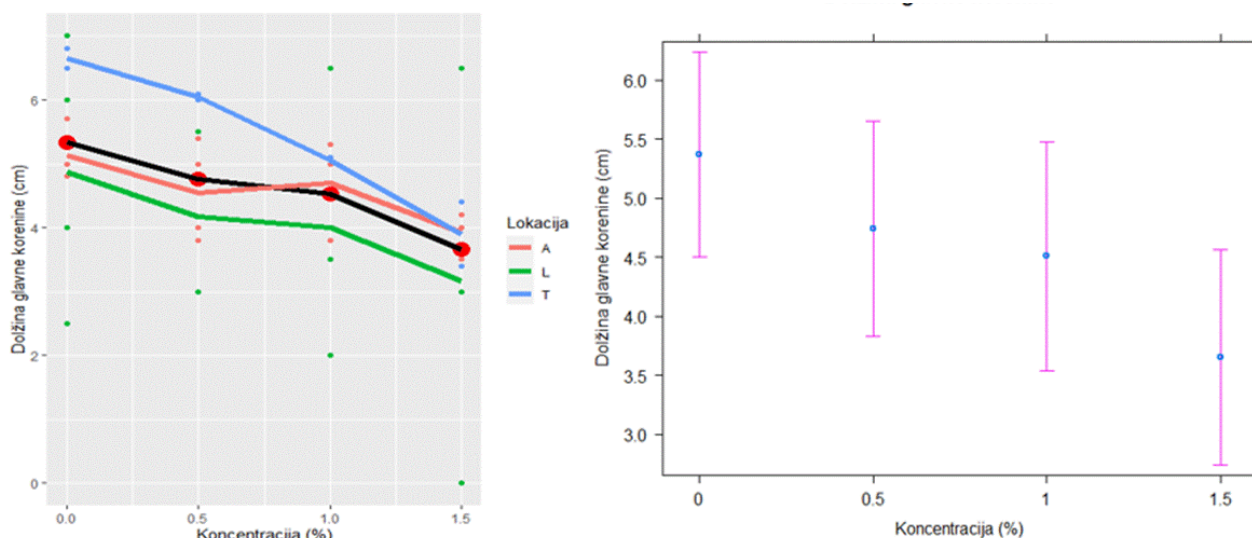 Dolžina glavne korenine (cm)
6
4
2
0
0.0 0.5 1.0 1.5
Koncentracija (%)
Lokacija
A
L
T
Dolžina glavne korenine (cm)
6.0
5.5
5.0
4.5
4.0
3.5
3.0
0 0.5 1 1.5
Koncentracija (%)